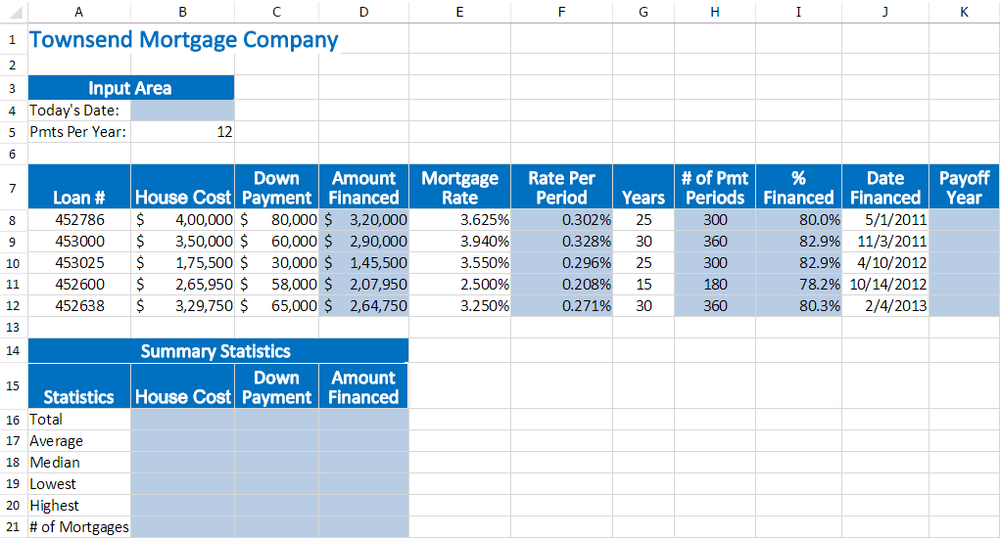 A B C D E F G H I J K
1 Townsend Mortgage Company
2
3 Input Area
4 Today's Date:
5 Pmts Per Year: 12
6
7 Loan # House Cost Down Payment Amount Financed Mortgage Rate Rate Per Period Years # of Pmt Periods % Financed Date Financed Payoff Year
8 452786 $ 4,00,000 $ 80,000 $ 3,20,000 3.625% 0.302% 25 300 80.0% 5/1/2011
9 453000 $ 3,50,000 $ 60,000 $ 2,90,000 3.940% 0.328% 30 360 82.9% 11/3/2011
10 453025 $ 1,75,500 $ 30,000 $ 1,45,500 3.550% 0.296% 25 300 82.9% 4/10/2012
11 452600 $ 2,65,950 $ 58,000 $ 2,07,950 2.500% 0.208% 15 180 78.2% 10/14/2012
12 452638 $ 3,29,750 $ 65,000 $ 2,64,750 3.250% 0.271% 30 360 80.3% 2/4/2013
13
14 Summary Statistics
15 Statistics House Cost Down Payment Amount Financed
16 Total
17 Average
18 Median
19 Lowest
20 Highest
21 # of Mortgages